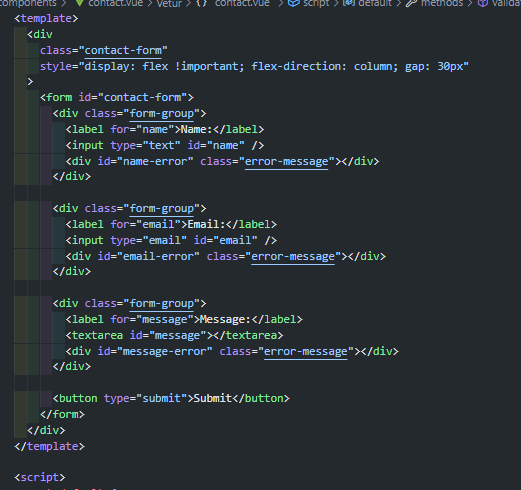 components > contact.vue > Vetur > {} contact.vue > script > default > methods > valida
<template>
<div
class="contact-form"
style="display: flex !important; flex-direction: column; gap: 30px"
>
<form id="contact-form">
<div class="form-group">
<label for="name">Name:</label>
<input type="text" id="name" />
<div id="name-error" class="error-message"></div>
</div>
<div class="form-group">
<label for="email">Email:</label>
<input type="email" id="email" />
<div id="email-error" class="error-message"></div>
</div>
<div class="form-group">
<label for="message">Message:</label>
<textarea id="message"></textarea>
<div id="message-error" class="error-message"></div>
</div>
<button type="submit">Submit</button>
</form>
</div>
</template>
<script>